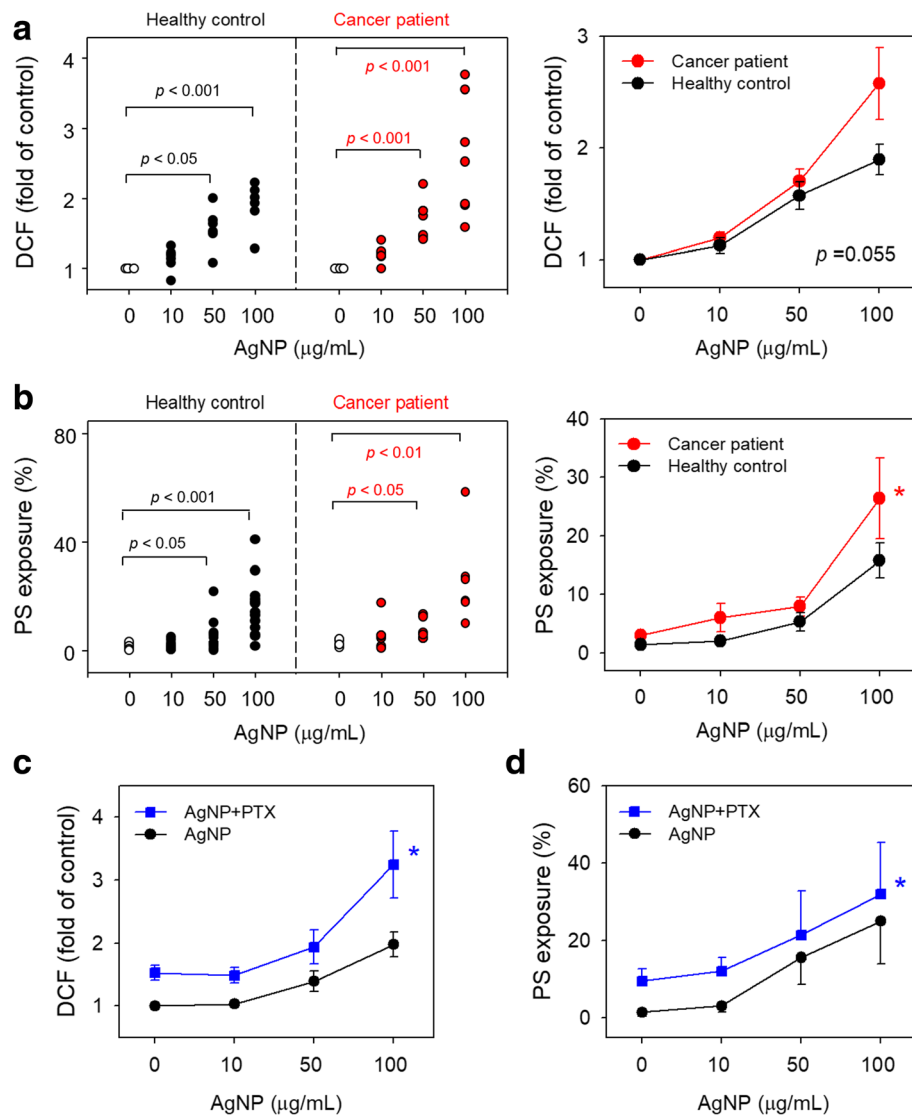 a
Healthy control
Cancer patient
DCF (fold of control)
4
3
2
1
p < 0.001
p < 0.05
p < 0.001
p < 0.001
0 10 50 100 0 10 50 100
AgNP (µg/mL)
DCF (fold of control)
3
2
1
Cancer patient
Healthy control
p =0.055
0 10 50 100
AgNP (µg/mL)
b
Healthy control
Cancer patient
PS exposure (%)
80
40
0
p < 0.001
p < 0.05
p < 0.01
p < 0.05
0 10 50 100 0 10 50 100
AgNP (µg/mL)
PS exposure (%)
40
30
20
10
0
Cancer patient
Healthy control
*
0 10 50 100
AgNP (µg/mL)
c
DCF (fold of control)
4
3
2
1
AgNP+PTX
AgNP
*
0 10 50 100
AgNP (µg/mL)
d
PS exposure (%)
60
40
20
0
AgNP+PTX
AgNP
*
0 10 50 100
AgNP (µg/mL)